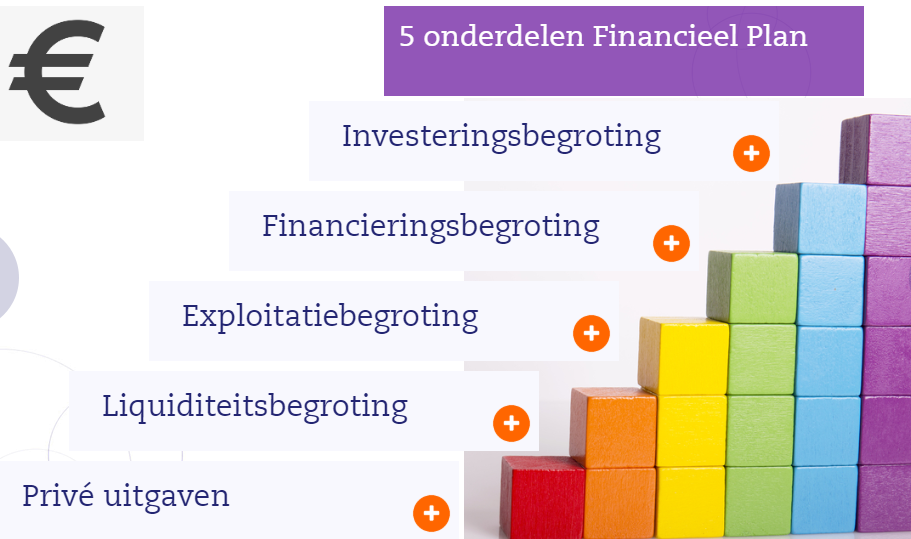 €
5 onderdelen Financieel Plan
Investeringsbegroting
Financieringsbegroting
Exploitatiebegroting
Liquiditeitsbegroting
Privé uitgaven